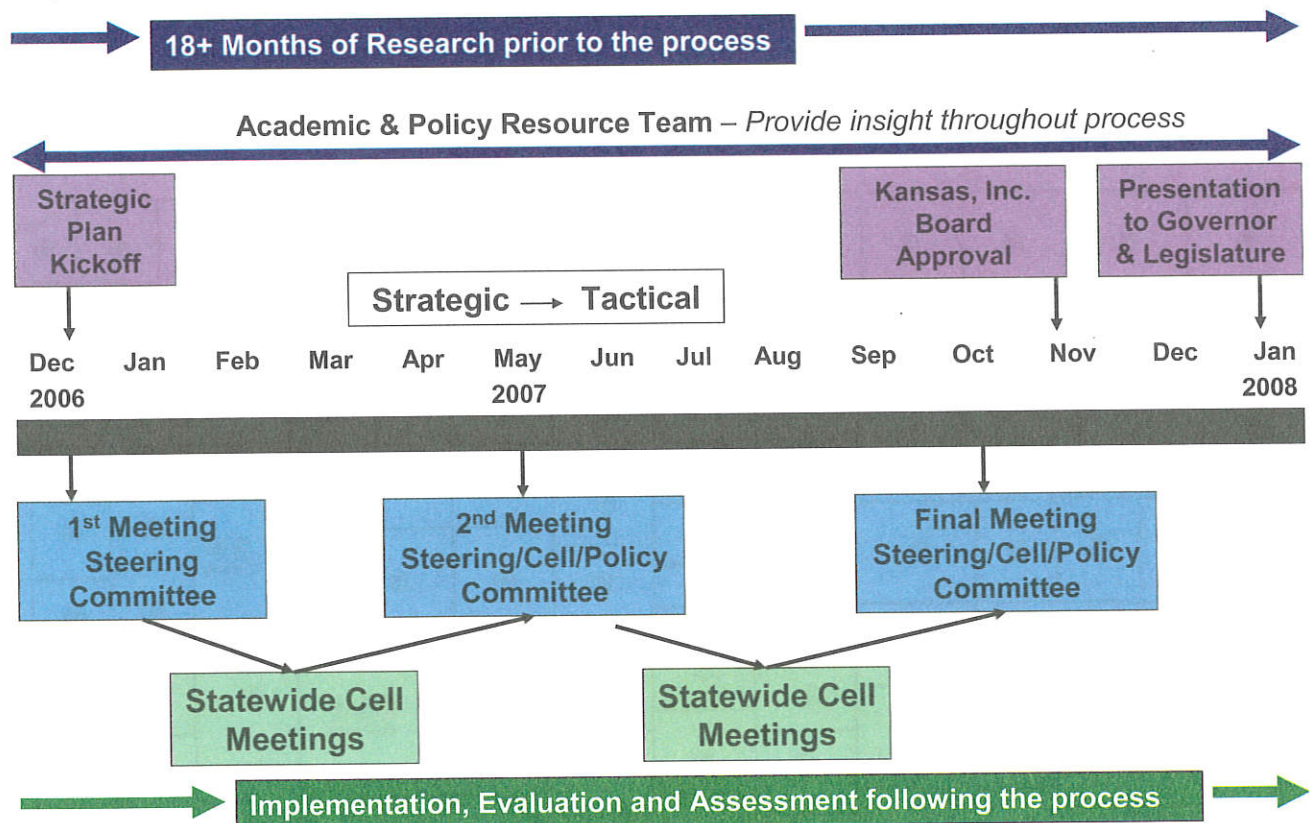 18+ Months of Research prior to the process
Academic & Policy Resource Team – Provide insight throughout process
Strategic
Plan
Kickoff
Kansas, Inc.
Board
Approval
Presentation
to Governor
& Legislature
Strategic → Tactical
Dec Jan Feb Mar Apr May Jun Jul Aug Sep Oct Nov Dec Jan
2006 2007 2008
1st Meeting
Steering
Committee
2nd Meeting
Steering/Cell/Policy
Committee
Final Meeting
Steering/Cell/Policy
Committee
Statewide Cell
Meetings
Statewide Cell
Meetings
Implementation, Evaluation and Assessment following the process